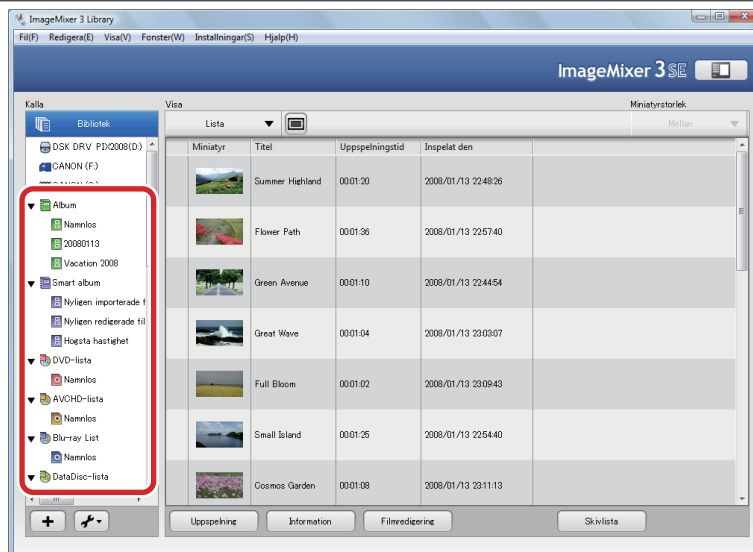 ImageMixer 3 Library
Fil(F) Redigera(E) Visa(V) Fonster(W) Installningar(S) Hjalp(H)
ImageMixer 3 SE
Kalla Visa Miniatyrstorlek
Bibliotek Lista Mellan
DSK DRV PIX2008(D:)
CANON (F:)
Album
Namnlos
20080113
Vacation 2008
Smart album
Nyligen importerade f
Nyligen redigerade fil
Hogsta hastighet
DVD-lista
Namnlos
AVCHD-lista
Namnlos
Blu-ray List
Namnlos
DataDisc-lista
Miniatyr Titel Uppspelningstid Inspelat den
Summer Highland 00:01:20 2008/01/13 22:48:26
Flower Path 00:01:36 2008/01/13 22:57:40
Green Avenue 00:01:10 2008/01/13 22:44:54
Great Wave 00:01:04 2008/01/13 23:03:07
Full Bloom 00:01:02 2008/01/13 23:09:43
Small Island 00:01:25 2008/01/13 22:54:40
Cosmos Garden 00:01:08 2008/01/13 23:11:13
Uppspelning Information Filmredigering Skivlista